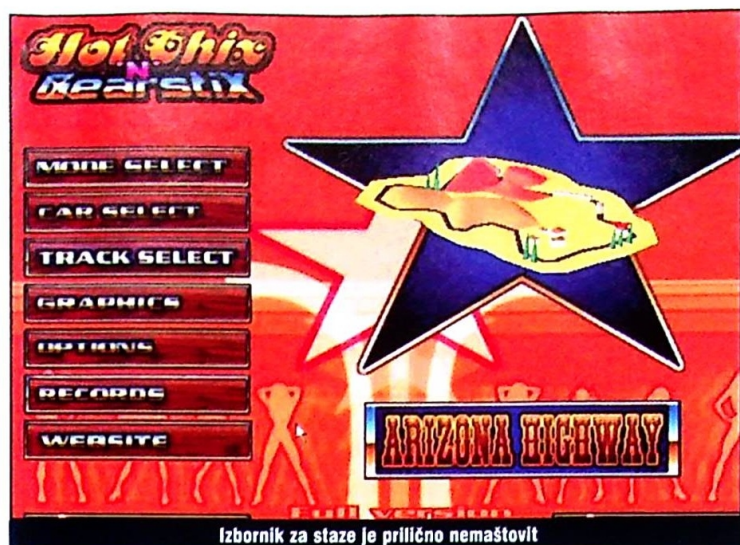 Hot Chix
'N'
Gearstix
MODE SELECT
CAR SELECT
TRACK SELECT
GRAPHICS
OPTIONS
RECORDS
WEBSITE
ARIZONA HIGHWAY
Full version
Izbornik za staze je prilično nemaštovit